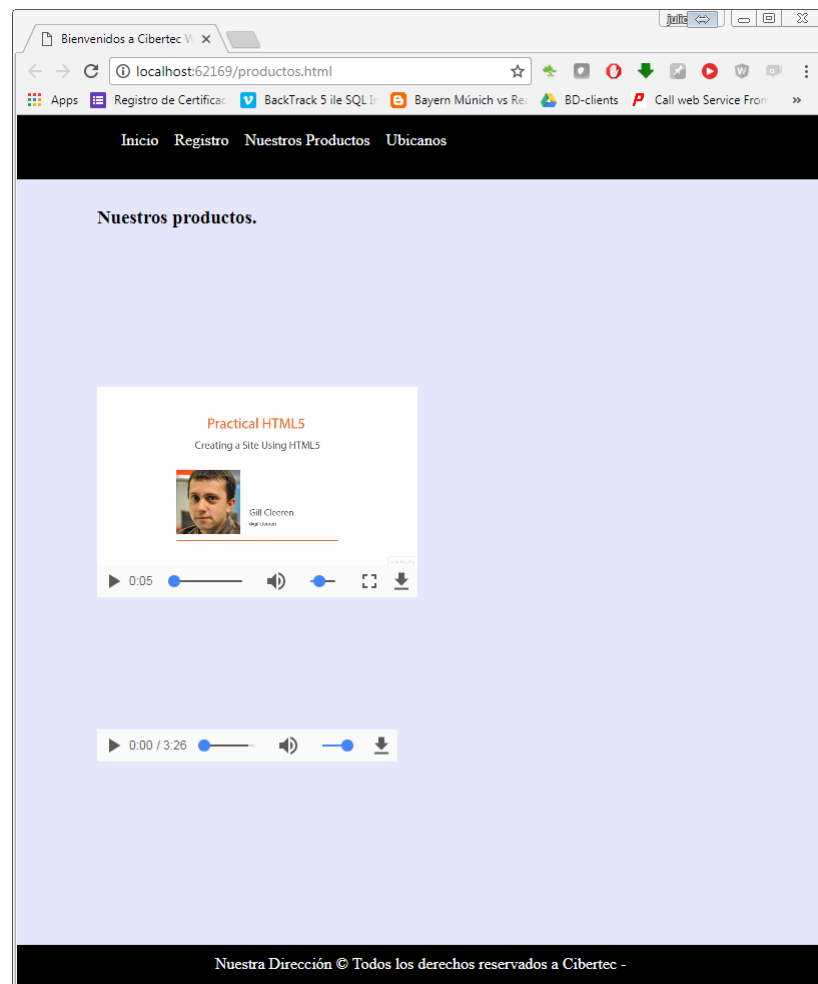 Bienvenidos a Cibertec W
localhost:62169/productos.html
Apps Registro de Certificac BackTrack 5 ile SQL In Bayern Múnich vs Rea BD-clients Call web Service Fron »
Inicio Registro Nuestros Productos Ubicanos
Nuestros productos.
Practical HTML5
Creating a Site Using HTML5
Gill Cleeren
0:05
0:00 / 3:26
Nuestra Dirección © Todos los derechos reservados a Cibertec -